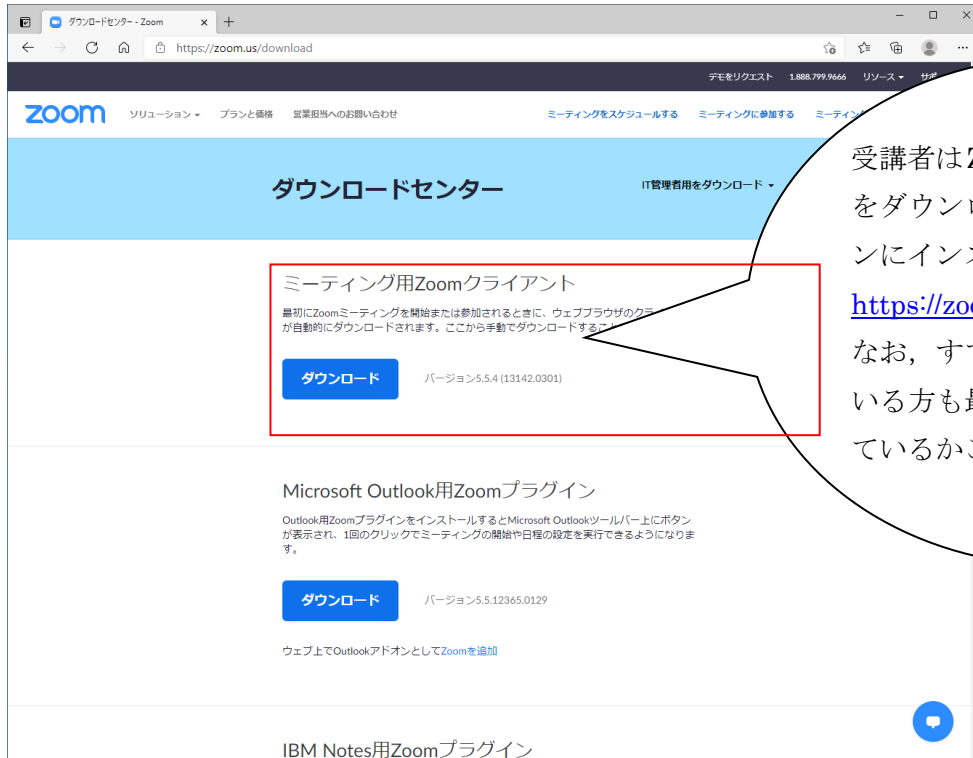 ダウンロードセンター - Zoom
https://zoom.us/download
デモをリクエスト 1.888.799.9666 リソース
zoom ソリューション プランと価格 営業担当へのお問い合わせ ミーティングをスケジュールする ミーティングに参加する
ダウンロードセンター
IT管理者用をダウンロード
ミーティング用Zoomクライアント
最初にZoomミーティングを開始または参加されるときに、ウェブブラウザのクラ
が自動的にダウンロードされます。ここから手動でダウンロードすること
ダウンロード バージョン5.5.4 (13142.0301)
受講者は
をダウン
ンにイン
https://zo
なお，す
いる方も
ているか
Microsoft Outlook用Zoomプラグイン
Outlook用ZoomプラグインをインストールするとMicrosoft Outlookツールバー上にボタン
が表示され、1回のクリックでミーティングの開始や日程の設定を実行できるようになりま
す。
ダウンロード バージョン5.5.12365.0129
ウェブ上でOutlookアドオンとしてZoomを追加
IBM Notes用Zoomプラグイン